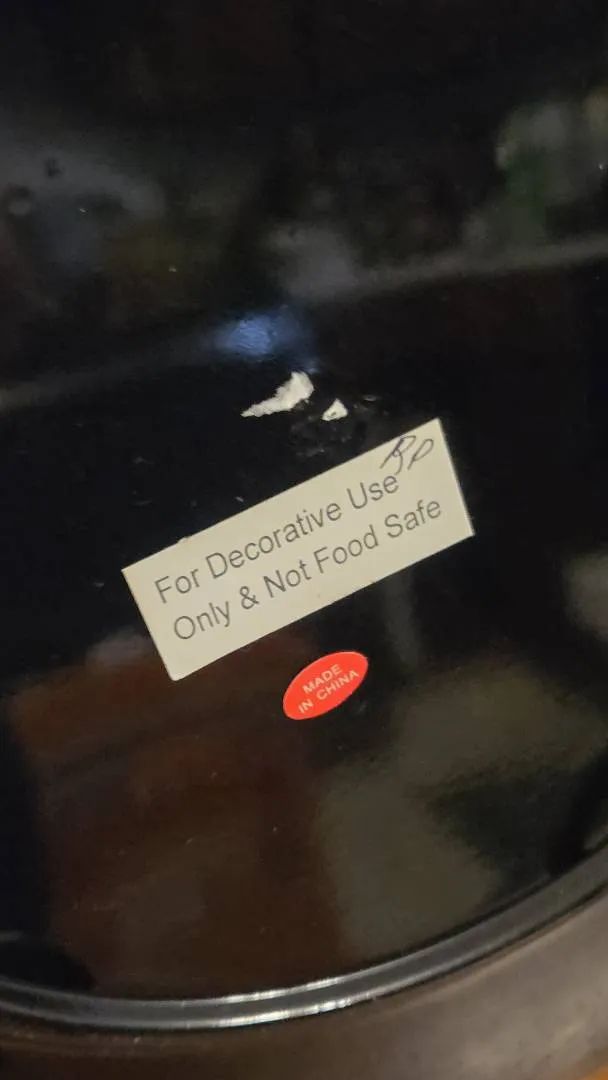 For Decorative Use
Only & Not Food Safe
MADE
IN CHINA